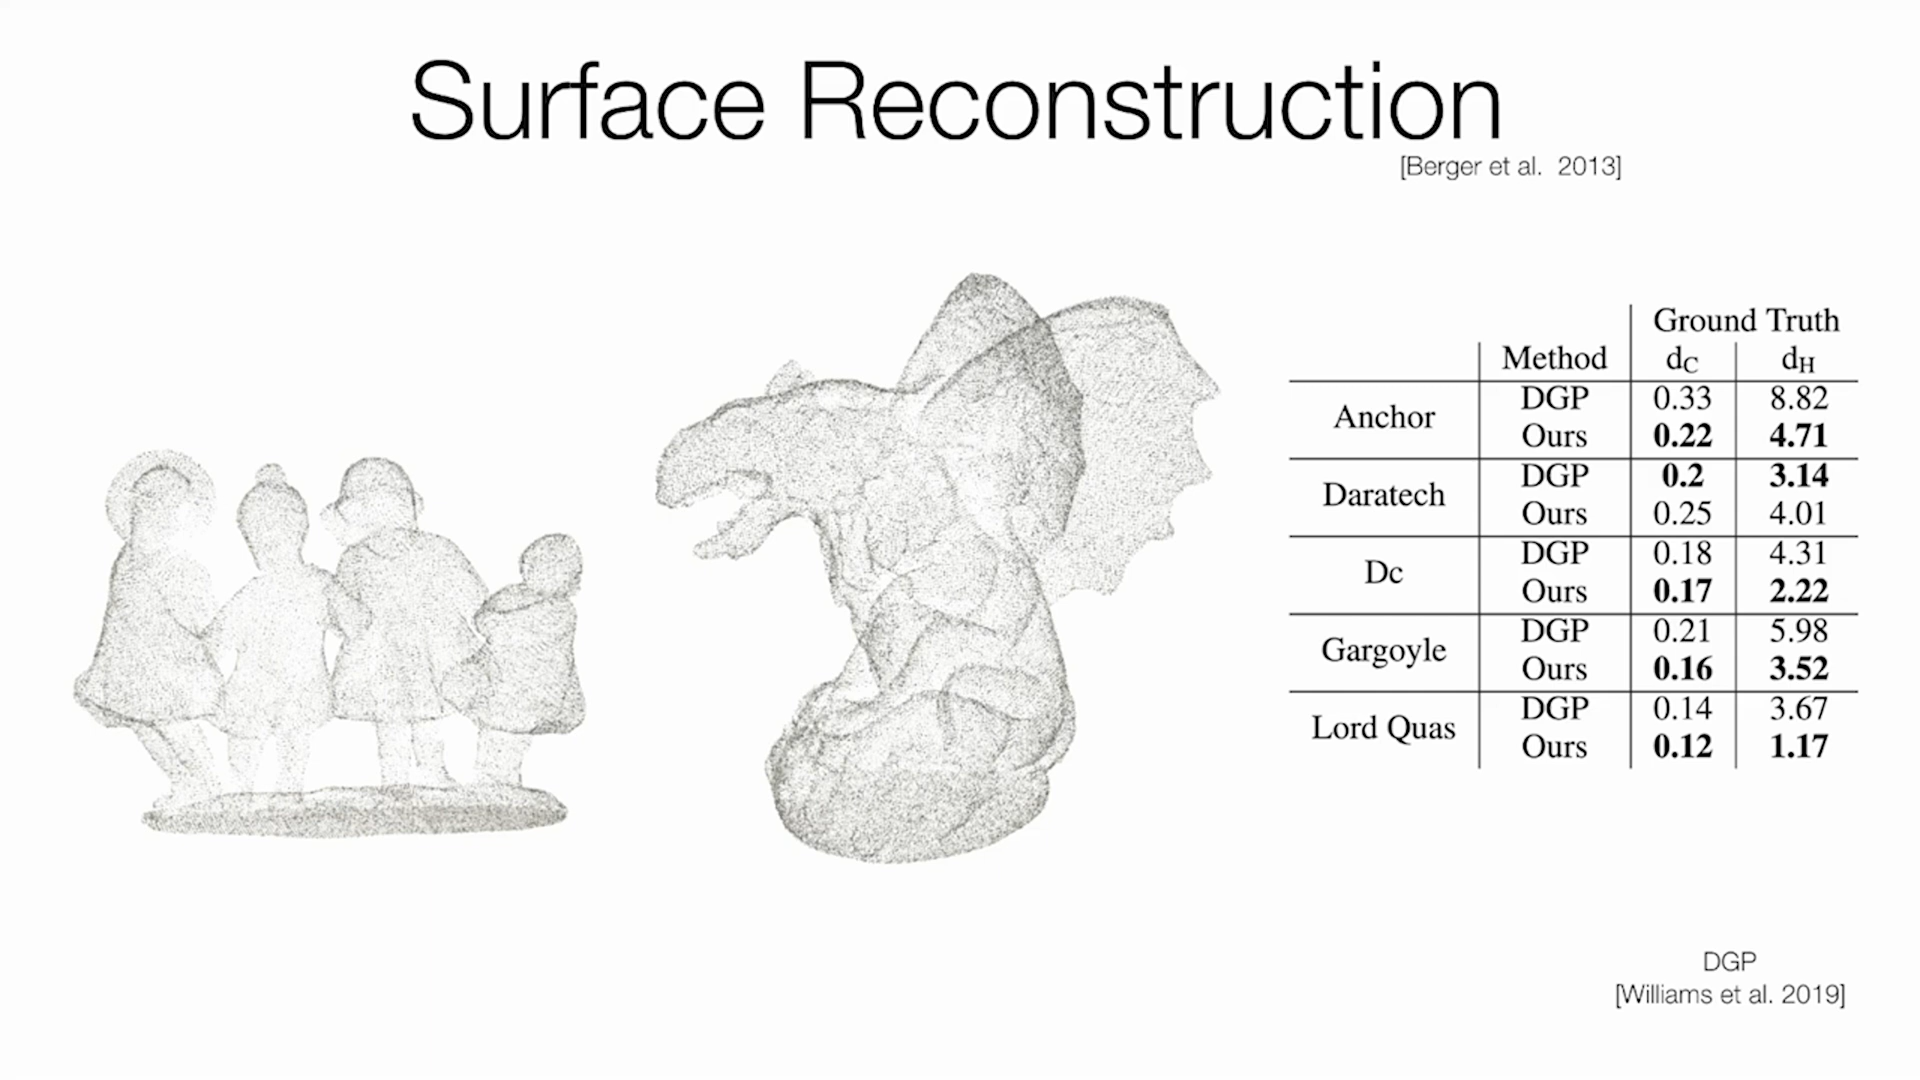 Surface Reconstruction
[Berger et al. 2013]
Ground Truth
Method dC dH
Anchor DGP 0.33 8.82
Ours 0.22 4.71
Daratech DGP 0.2 3.14
Ours 0.25 4.01
Dc DGP 0.18 4.31
Ours 0.17 2.22
Gargoyle DGP 0.21 5.98
Ours 0.16 3.52
Lord Quas DGP 0.14 3.67
Ours 0.12 1.17
DGP
[Williams et al. 2019]